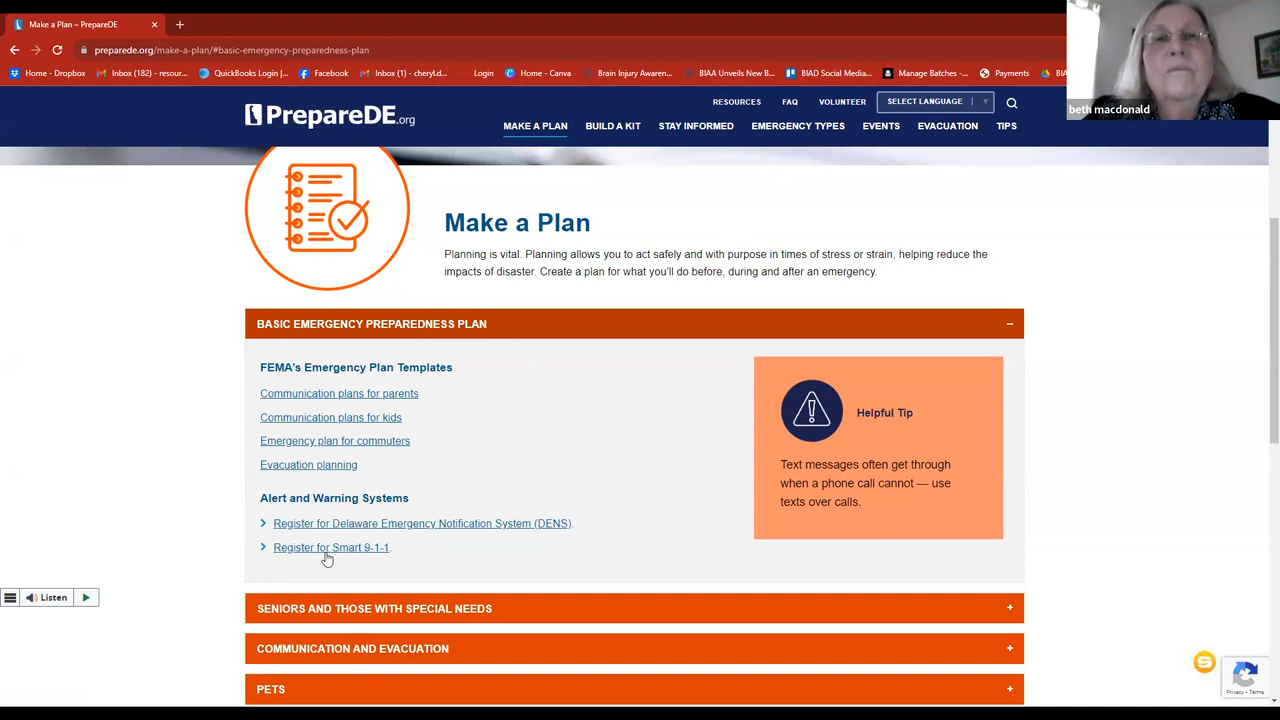 Make a Plan – PrepareDE
preparede.org/make-a-plan/#basic-emergency-preparedness-plan
Home - Dropbox
Inbox (182) - resour...
QuickBooks Login |...
Facebook
Inbox (1) - cheryl.d...
Login
Home - Canva
Brain Injury Awaren...
BIAA Unveils New B...
BIAD Social Media...
Manage Batches -...
Payments
BIA
beth macdonald
RESOURCES
FAQ
VOLUNTEER
SELECT LANGUAGE
PrepareDE.org
MAKE A PLAN
BUILD A KIT
STAY INFORMED
EMERGENCY TYPES
EVENTS
EVACUATION
TIPS
Make a Plan
Planning is vital. Planning allows you to act safely and with purpose in times of stress or strain, helping reduce the
impacts of disaster. Create a plan for what you'll do before, during and after an emergency.
BASIC EMERGENCY PREPAREDNESS PLAN
FEMA's Emergency Plan Templates
Communication plans for parents
Communication plans for kids
Emergency plan for commuters
Evacuation planning
Alert and Warning Systems
Register for Delaware Emergency Notification System (DENS).
Register for Smart 9-1-1.
Helpful Tip
Text messages often get through
when a phone call cannot — use
texts over calls.
Listen
SENIORS AND THOSE WITH SPECIAL NEEDS
COMMUNICATION AND EVACUATION
PETS
Privacy - Terms